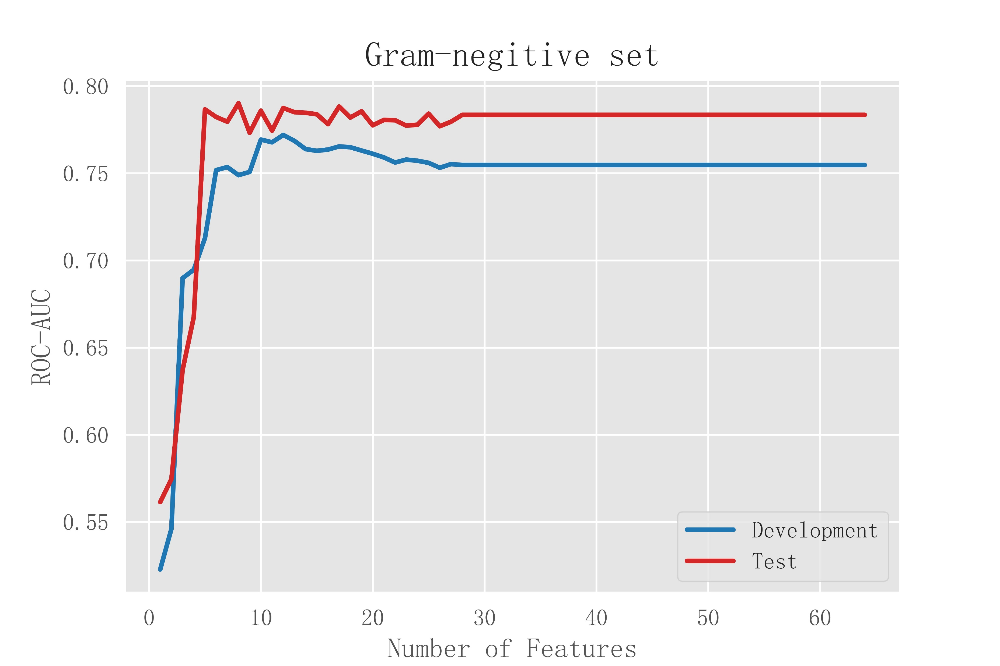 Gram-negitive set
0.80
0.75
0.70
0.65
0.60
0.55
ROC-AUC
0 10 20 30 40 50 60
Number of Features
Development
Test